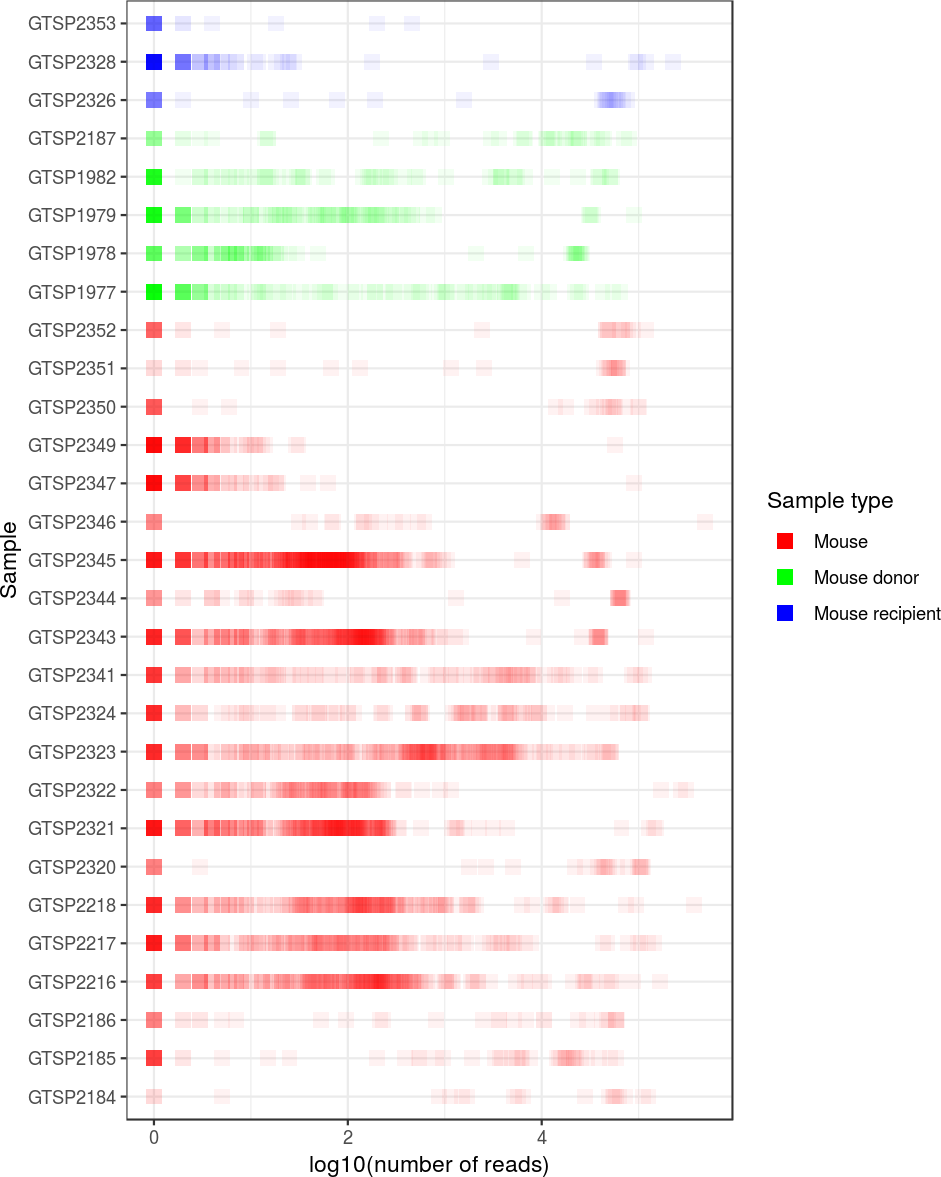 GTSP2353
GTSP2328
GTSP2326
GTSP2187
GTSP1982
GTSP1979
GTSP1978
GTSP1977
GTSP2352
GTSP2351
GTSP2350
GTSP2349
GTSP2347
GTSP2346
GTSP2345
GTSP2344
GTSP2343
GTSP2341
GTSP2324
GTSP2323
GTSP2322
GTSP2321
GTSP2320
GTSP2218
GTSP2217
GTSP2216
GTSP2186
GTSP2185
GTSP2184
Sample
0 2 4
log10(number of reads)
Sample type
Mouse
Mouse donor
Mouse recipient